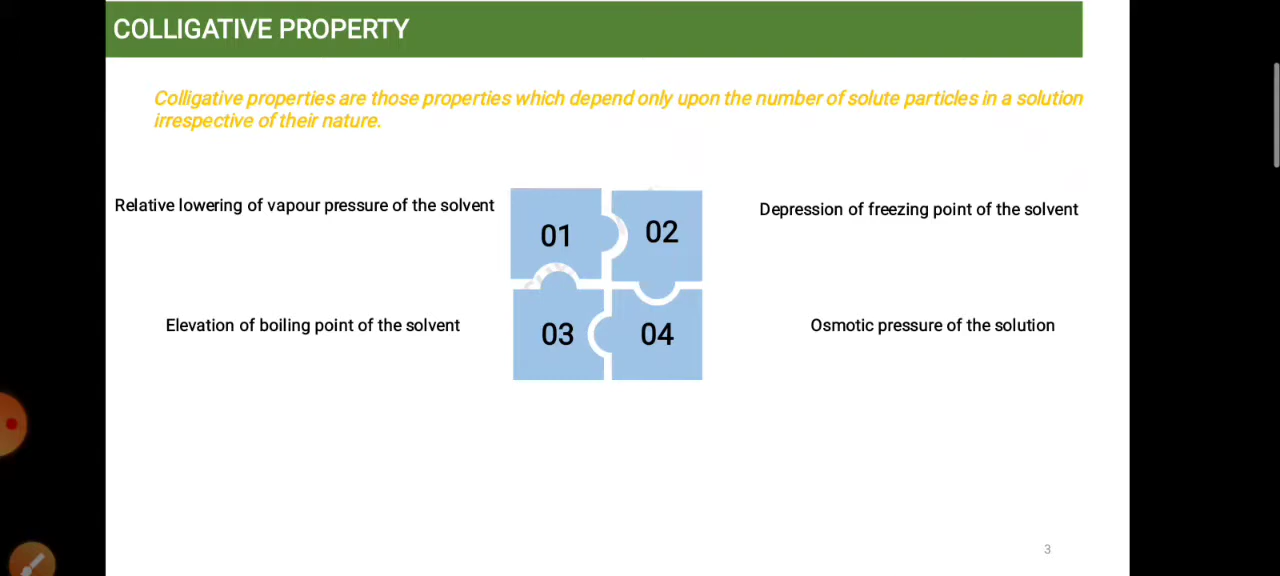 COLLIGATIVE PROPERTY
Colligative properties are those properties which depend only upon the number of solute particles in a solution
irrespective of their nature.
Relative lowering of vapour pressure of the solvent
01
02
Depression of freezing point of the solvent
Elevation of boiling point of the solvent
03
04
Osmotic pressure of the solution
3